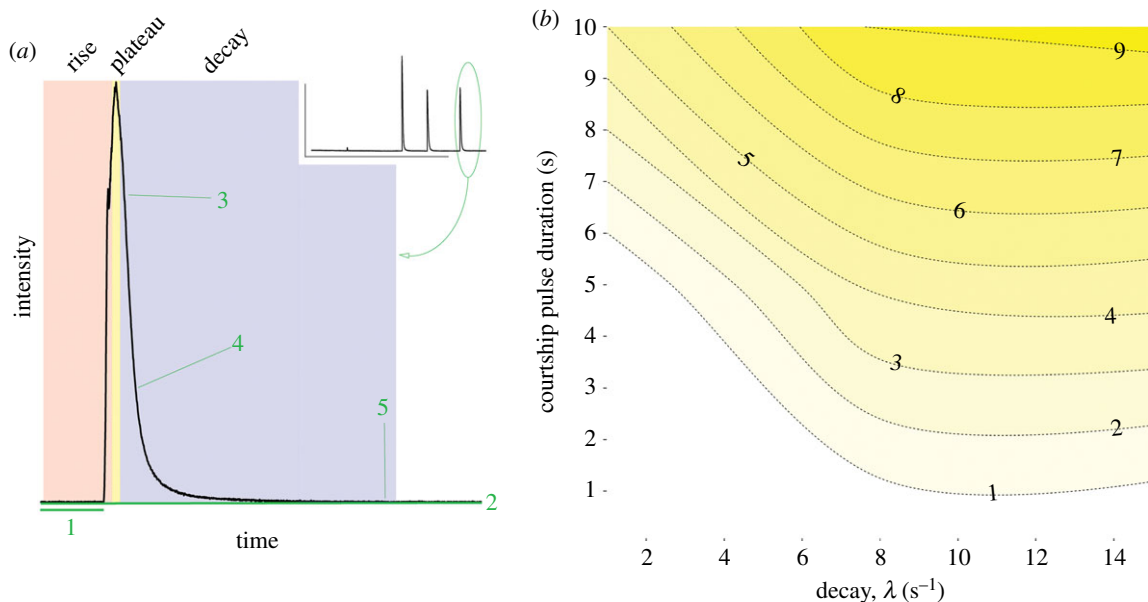 (a)
rise
plateau
decay
3
4
5
2
1
intensity
time
(b)
10
9
8
7
6
5
4
3
2
1
courtship pulse duration (s)
9
8
7
5
6
4
3
2
1
2 4 6 8 10 12 14
decay, λ (s⁻¹)